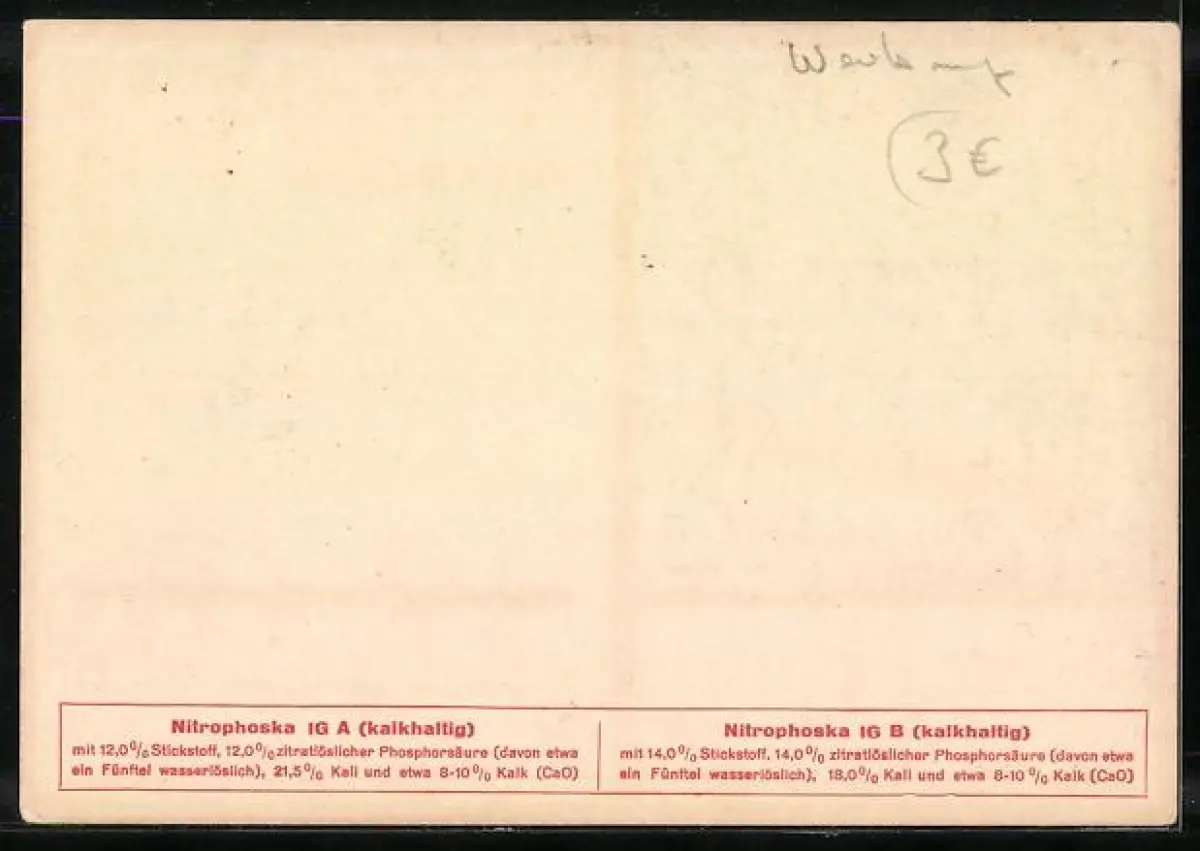 3 €
Nitrophoska IG A (kalkhaltig)
mit 12,0% Stickstoff, 12,0% zitratlöslicher Phosphorsäure (davon etwa
ein Fünftel wasserlöslich), 21,5% Kali und etwa 8-10% Kalk (CaO)
Nitrophoska IG B (kalkhaltig)
mit 14,0% Stickstoff, 14,0% zitratlöslicher Phosphorsäure (davon etwa
ein Fünftel wasserlöslich), 18,0% Kali und etwa 8-10% Kalk (CaO)